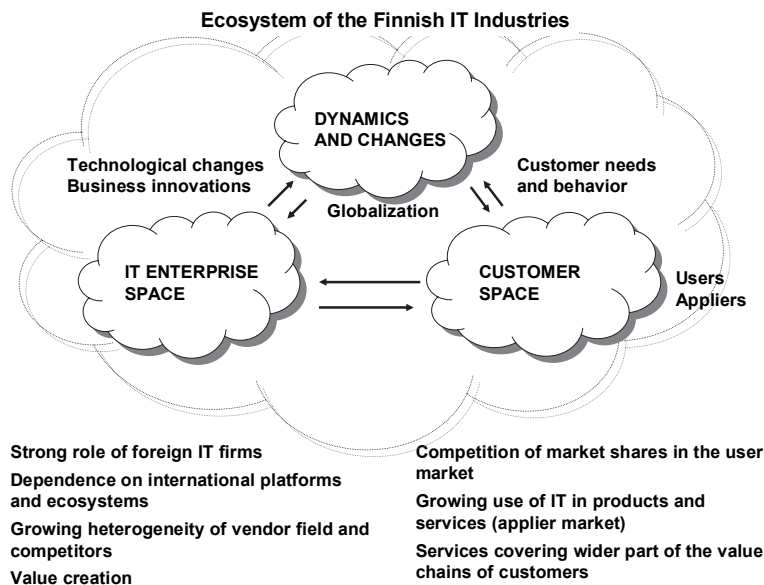 Ecosystem of the Finnish IT Industries
DYNAMICS
AND CHANGES
Technological changes
Business innovations
Customer needs
and behavior
Globalization
IT ENTERPRISE
SPACE
CUSTOMER
SPACE
Users
Appliers
Strong role of foreign IT firms
Dependence on international platforms
and ecosystems
Growing heterogeneity of vendor field and
competitors
Value creation
Competition of market shares in the user
market
Growing use of IT in products and
services (applier market)
Services covering wider part of the value
chains of customers